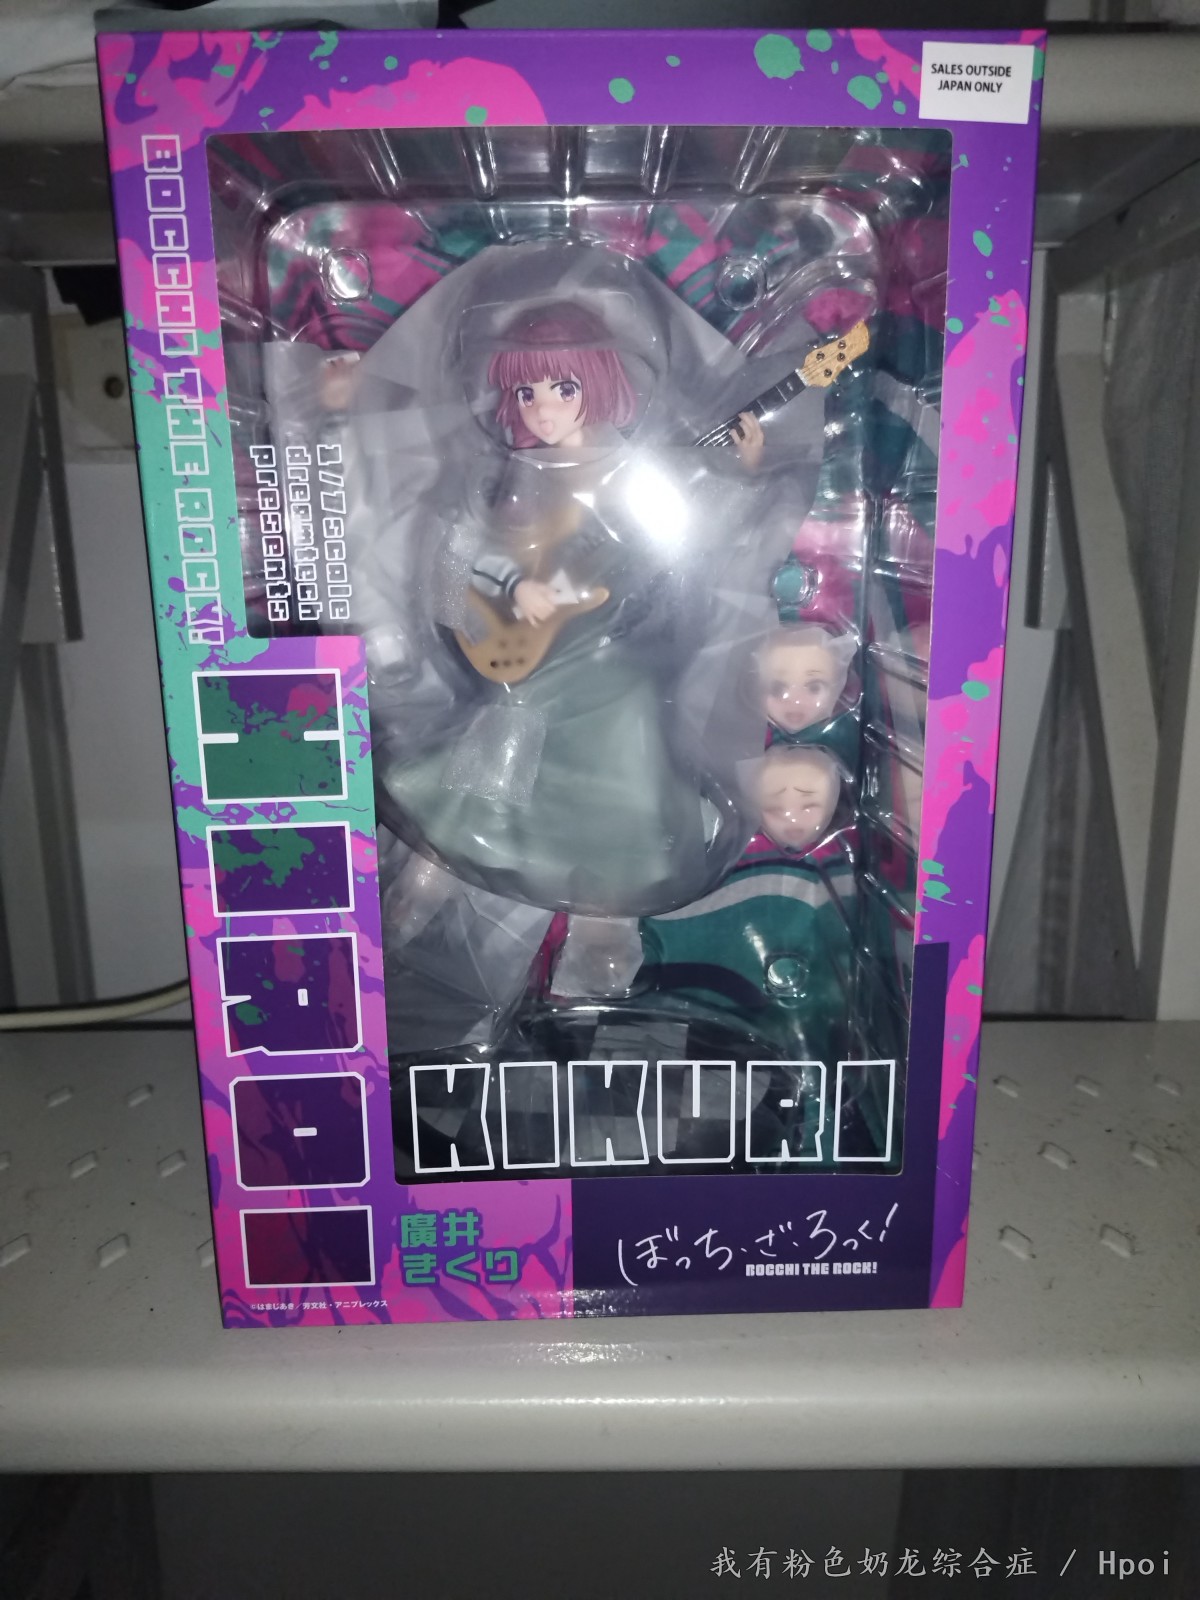 SALES OUTSIDE
JAPAN ONLY
BOCCHI THE ROCK!
1/7 scale
dreamtech
presents
HIROI
KIKURI
廣井
きくり
ぼっち・ざ・ろっく!
BOCCHI THE ROCK!
©はまじあき/芳文社・アニプレックス
我有粉色奶龙综合症 / Hpoi